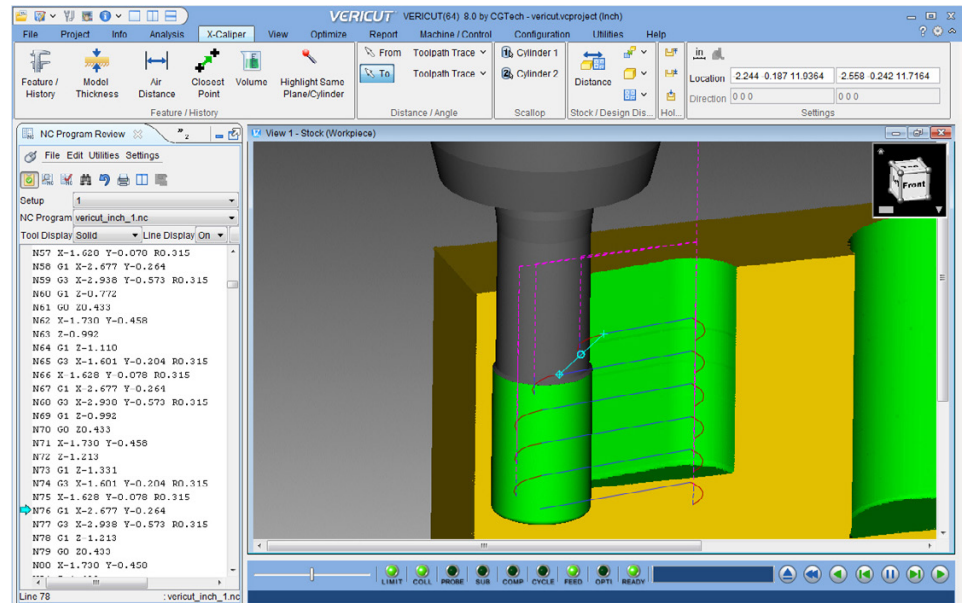 VERICUT VERICUT(64) 8.0 by CGTech - vericut.vcproject (Inch)
File Project Info Analysis X-Caliper View Optimize Report Machine / Control Configuration Utilities Help
From Toolpath Trace Cylinder 1 in
To Toolpath Trace Cylinder 2
Feature / History Model Thickness Air Distance Closest Point Volume Highlight Same Plane/Cylinder Distance
Location 2.244 0.187 11.0364 2.558 0.242 11.7164
Direction 0 0 0 0 0 0
Feature / History Distance / Angle Scallop Stock / Design Dis... Hol... Settings
NC Program Review 2 View 1 - Stock (Workpiece)
File Edit Utilities Settings
Setup 1
NC Program vericut_inch_1.nc
Tool Display Solid Line Display On
N57 X-1.620 Y-0.070 R0.315
N58 G1 X-2.677 Y-0.264
N59 G3 X-2.938 Y-0.573 R0.315
N60 G1 Z-0.772
N61 G0 Z0.433
N62 X-1.730 Y-0.458
N63 Z-0.992
N64 G1 Z-1.110
N65 G3 X-1.601 Y-0.204 R0.315
N66 X-1.628 Y-0.078 R0.315
N67 G1 X-2.677 Y-0.264
N60 G3 X-2.930 Y-0.573 R0.315
N69 G1 Z-0.992
N70 G0 Z0.433
N71 X-1.730 Y-0.458
N72 Z-1.213
N73 G1 Z-1.331
N74 G3 X-1.601 Y-0.204 R0.315
N75 X-1.628 Y-0.078 R0.315
N76 G1 X-2.677 Y-0.264
N77 G3 X-2.938 Y-0.573 R0.315
N78 G1 Z-1.213
N79 G0 Z0.433
N00 X-1.730 Y-0.450
Line 78 : vericut_inch_1.nc
Front
LIMIT COLL PROBE SUB COMP CYCLE FEED OPTI READY